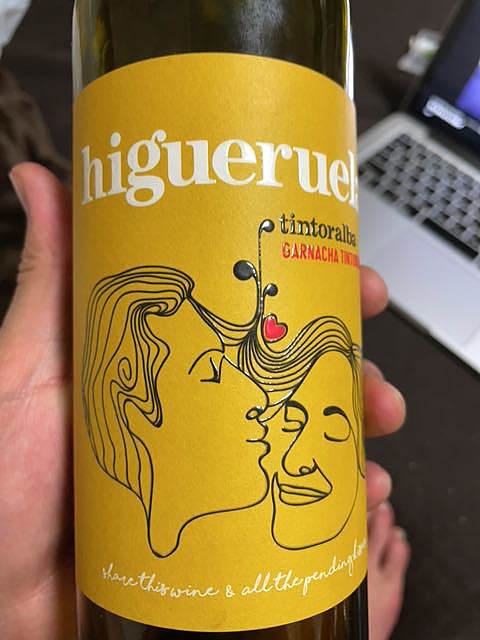 higueruel
tintoralba
GARNACHA TINTO
share this wine & all the pending